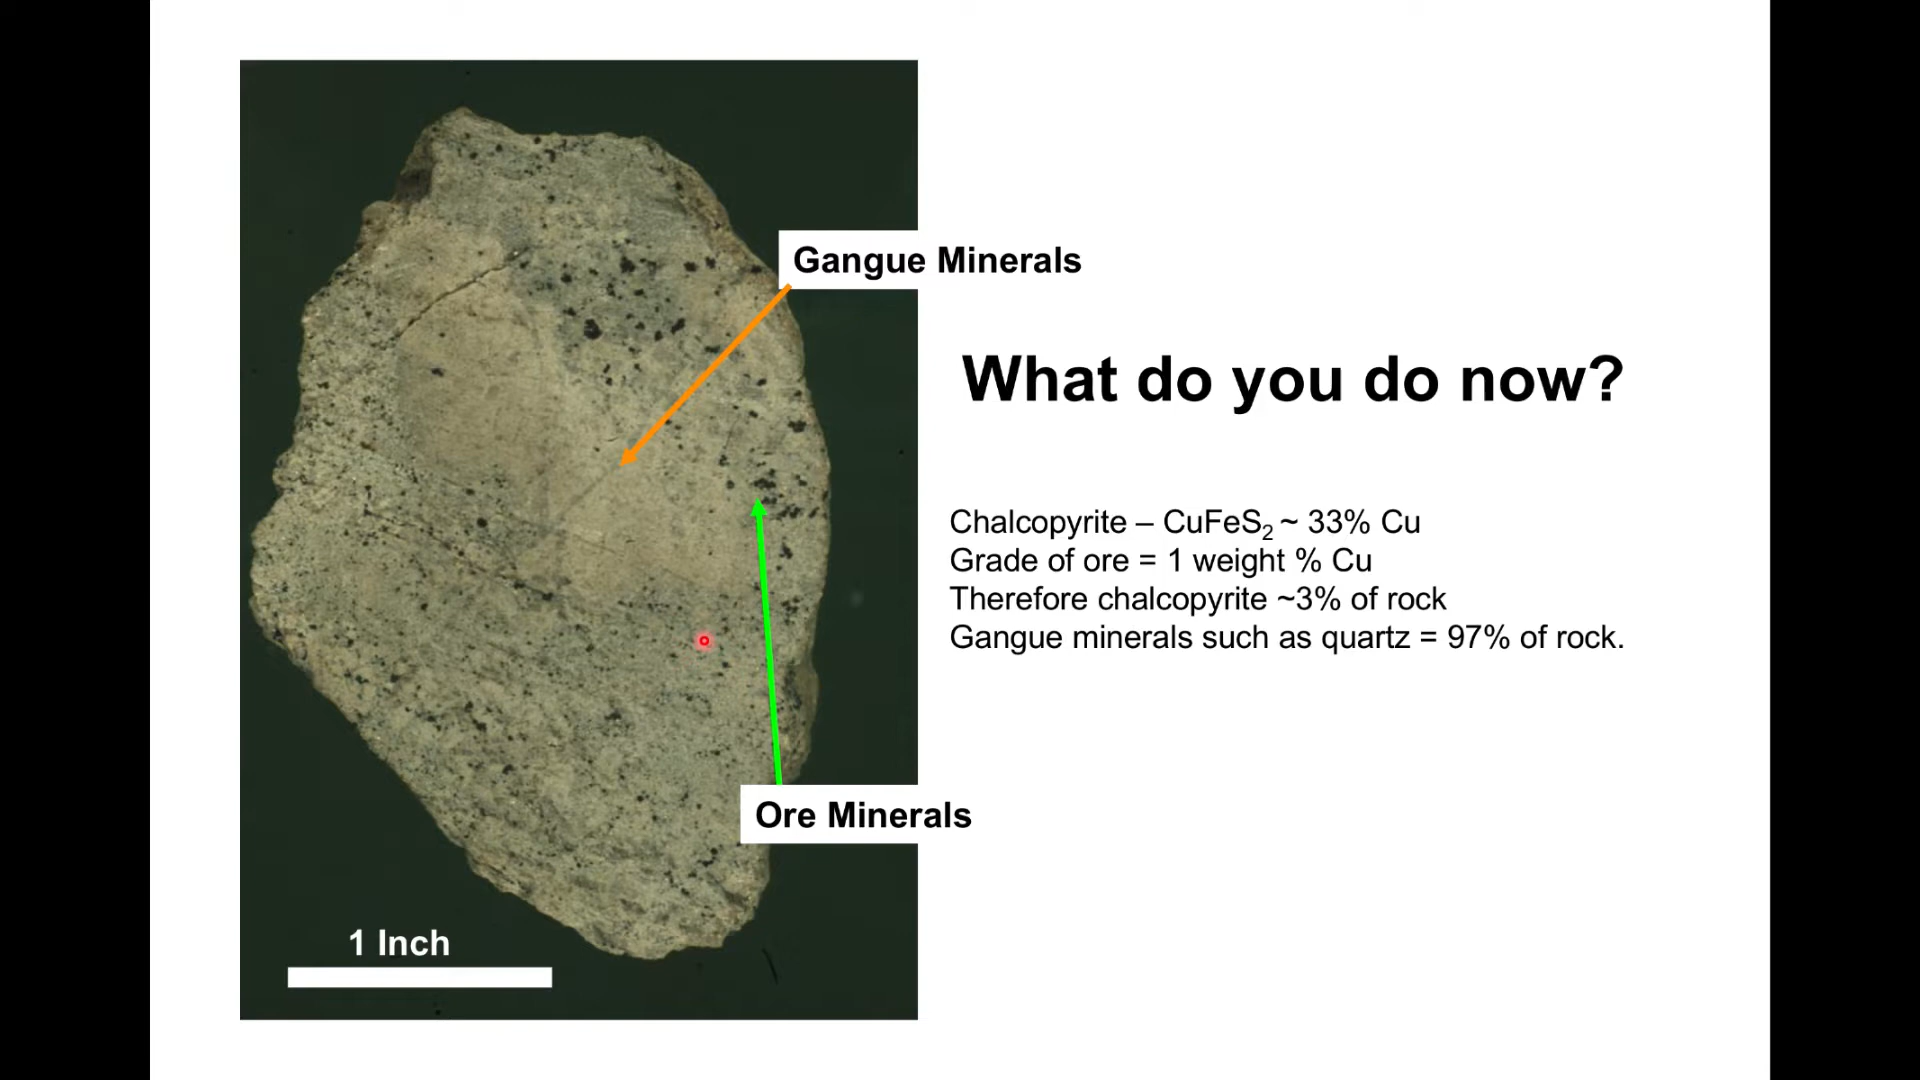 Gangue Minerals
What do you do now?
Chalcopyrite – CuFeS₂ ~ 33% Cu
Grade of ore = 1 weight % Cu
Therefore chalcopyrite ~3% of rock
Gangue minerals such as quartz = 97% of rock.
Ore Minerals
1 Inch